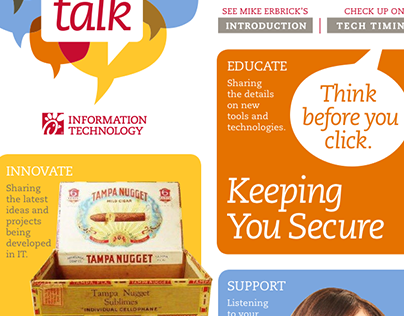 talk
INFORMATION
TECHNOLOGY
INNOVATE
Sharing
the latest
ideas and
projects
being
developed
in IT.
TAMPA NUGGET
MILD CIGAR
TAMPA NUGGET
Tampa Nugget
Sublimes
"INDIVIDUAL CELLOPHANE"
SEE MIKE ERBRICK'S
INTRODUCTION
CHECK UP ON
TECH TIMIN
EDUCATE
Sharing
the details
on new
tools and
technologies.
Think
before you
click.
Keeping
You Secure
SUPPORT
Listening
to your